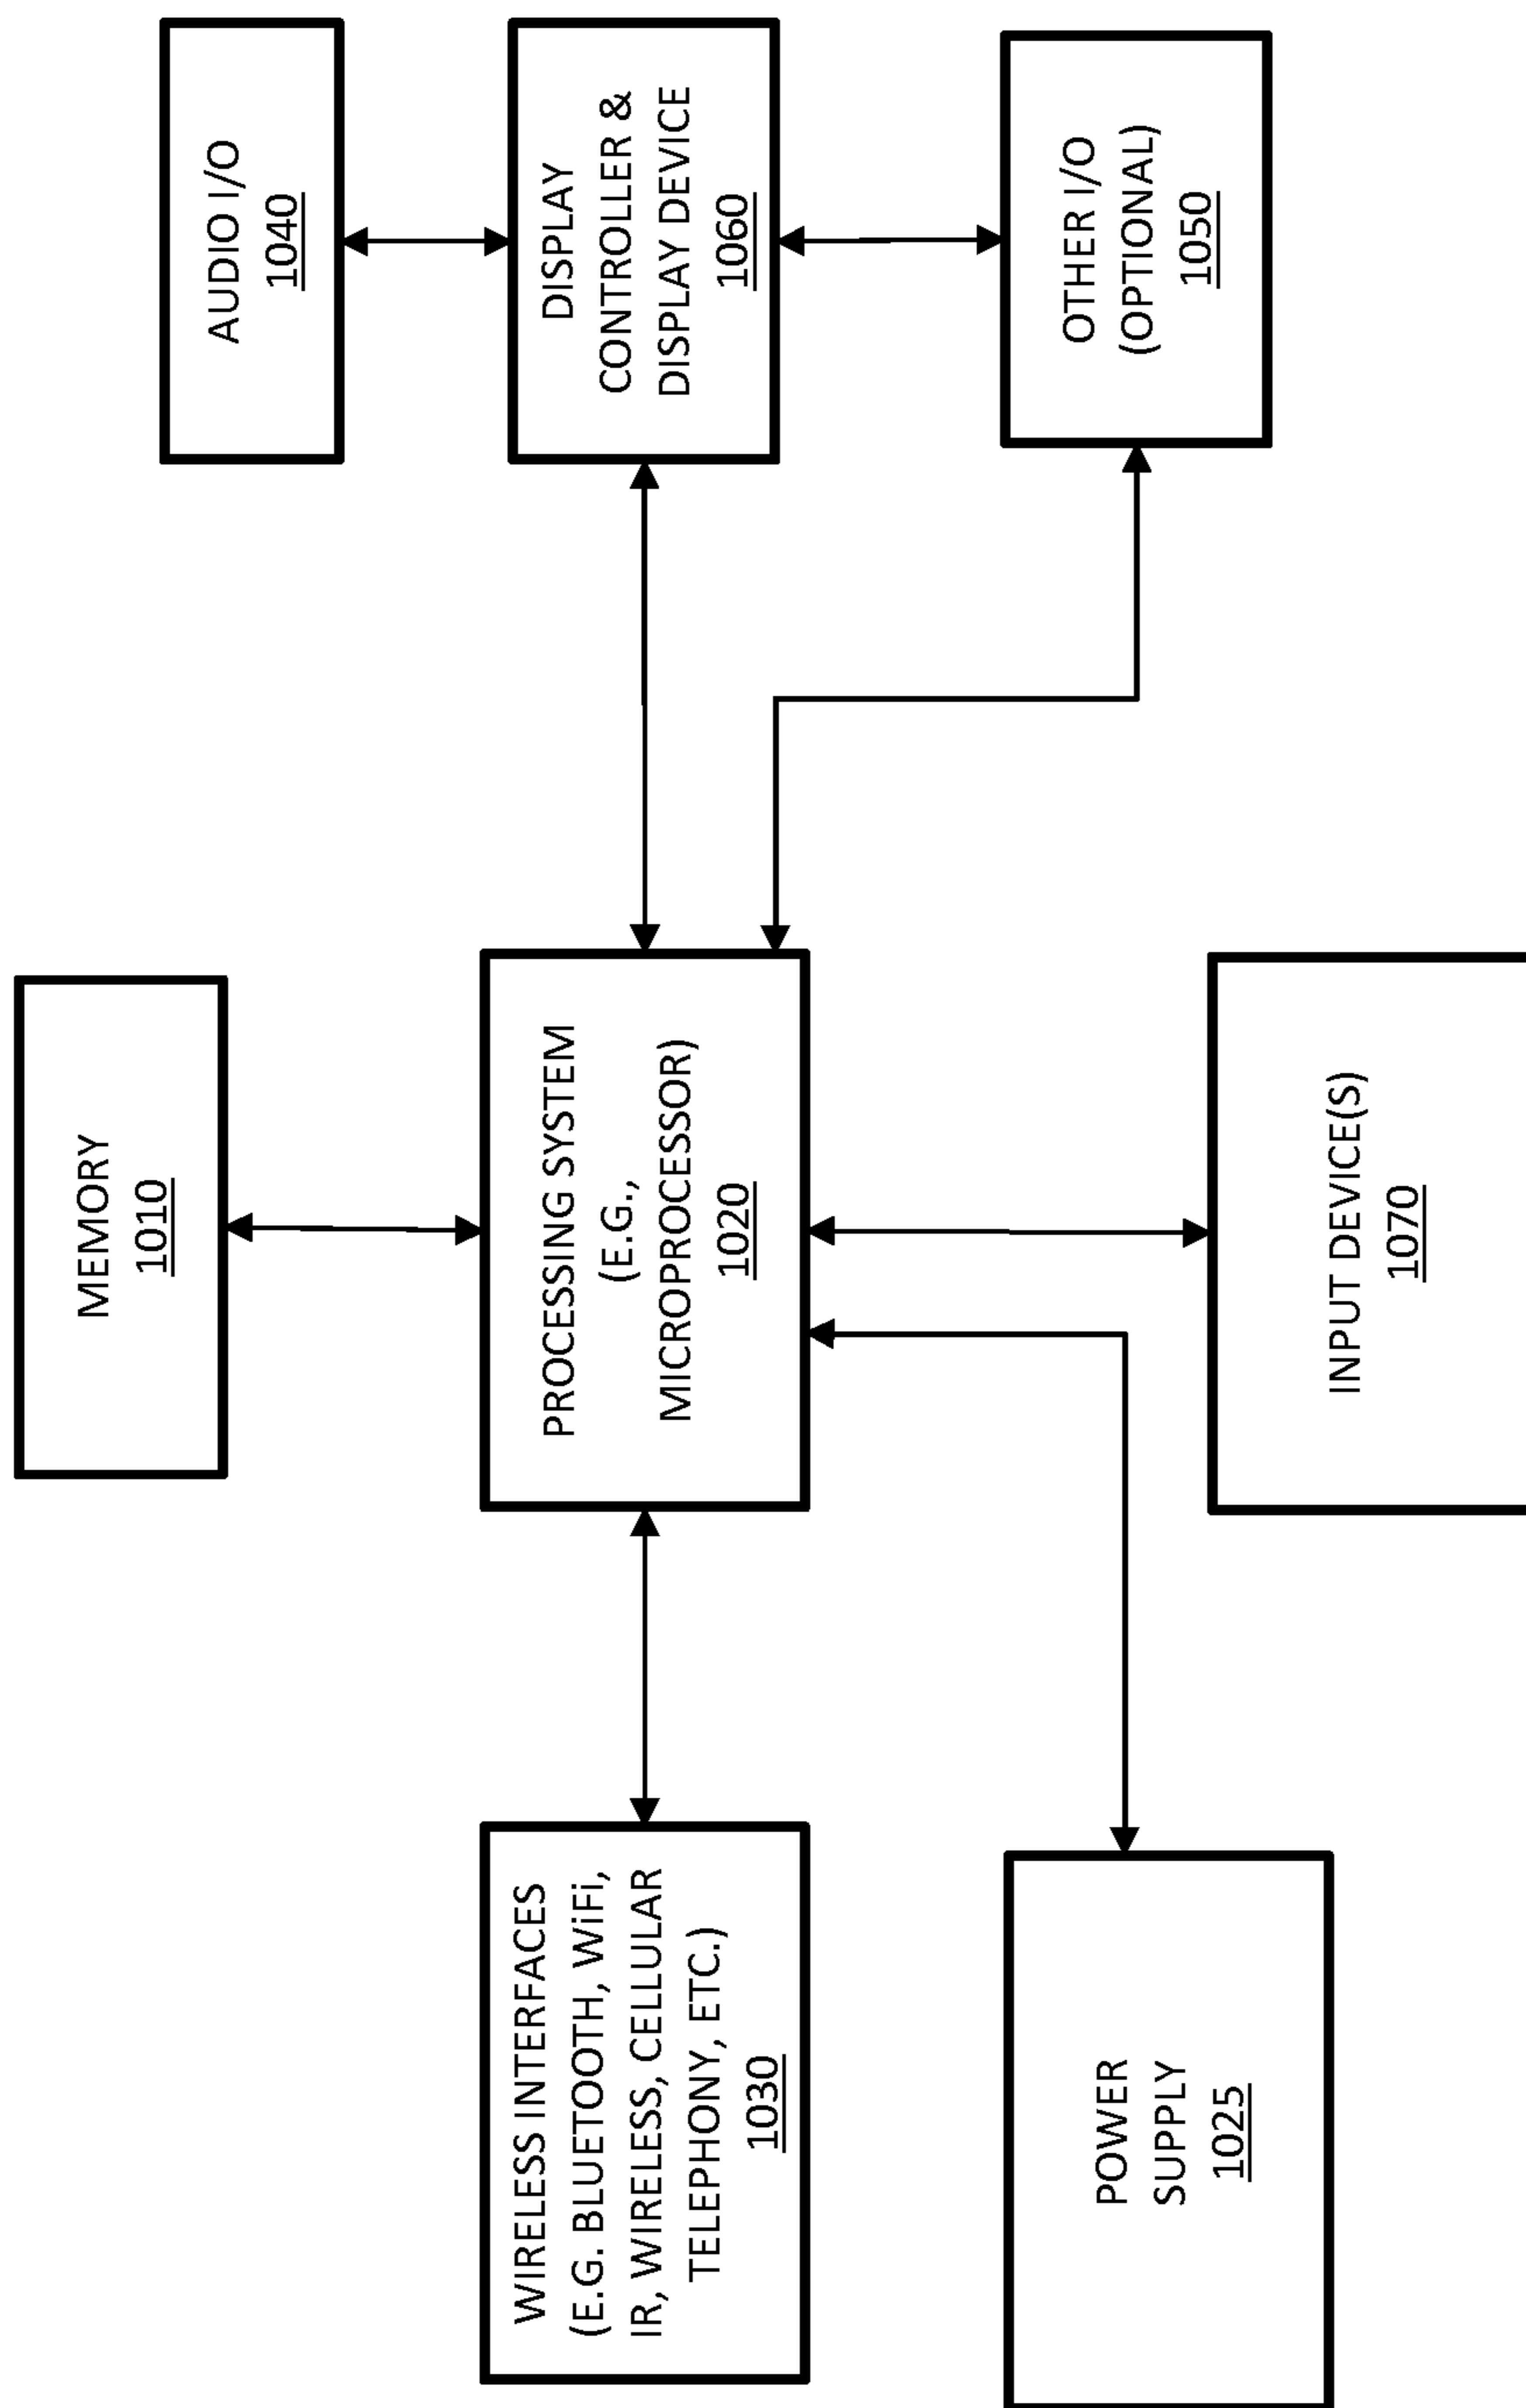 MEMORY
1010
AUDIO I/O
1040
WIRELESS INTERFACES
(E.G. BLUETOOTH, WiFi,
IR, WIRELESS, CELLULAR
TELEPHONY, ETC.)
1030
PROCESSING SYSTEM
(E.G.,
MICROPROCESSOR)
1020
DISPLAY
CONTROLLER &
DISPLAY DEVICE
1060
POWER
SUPPLY
1025
INPUT DEVICE(S)
1070
OTHER I/O
(OPTIONAL)
1050